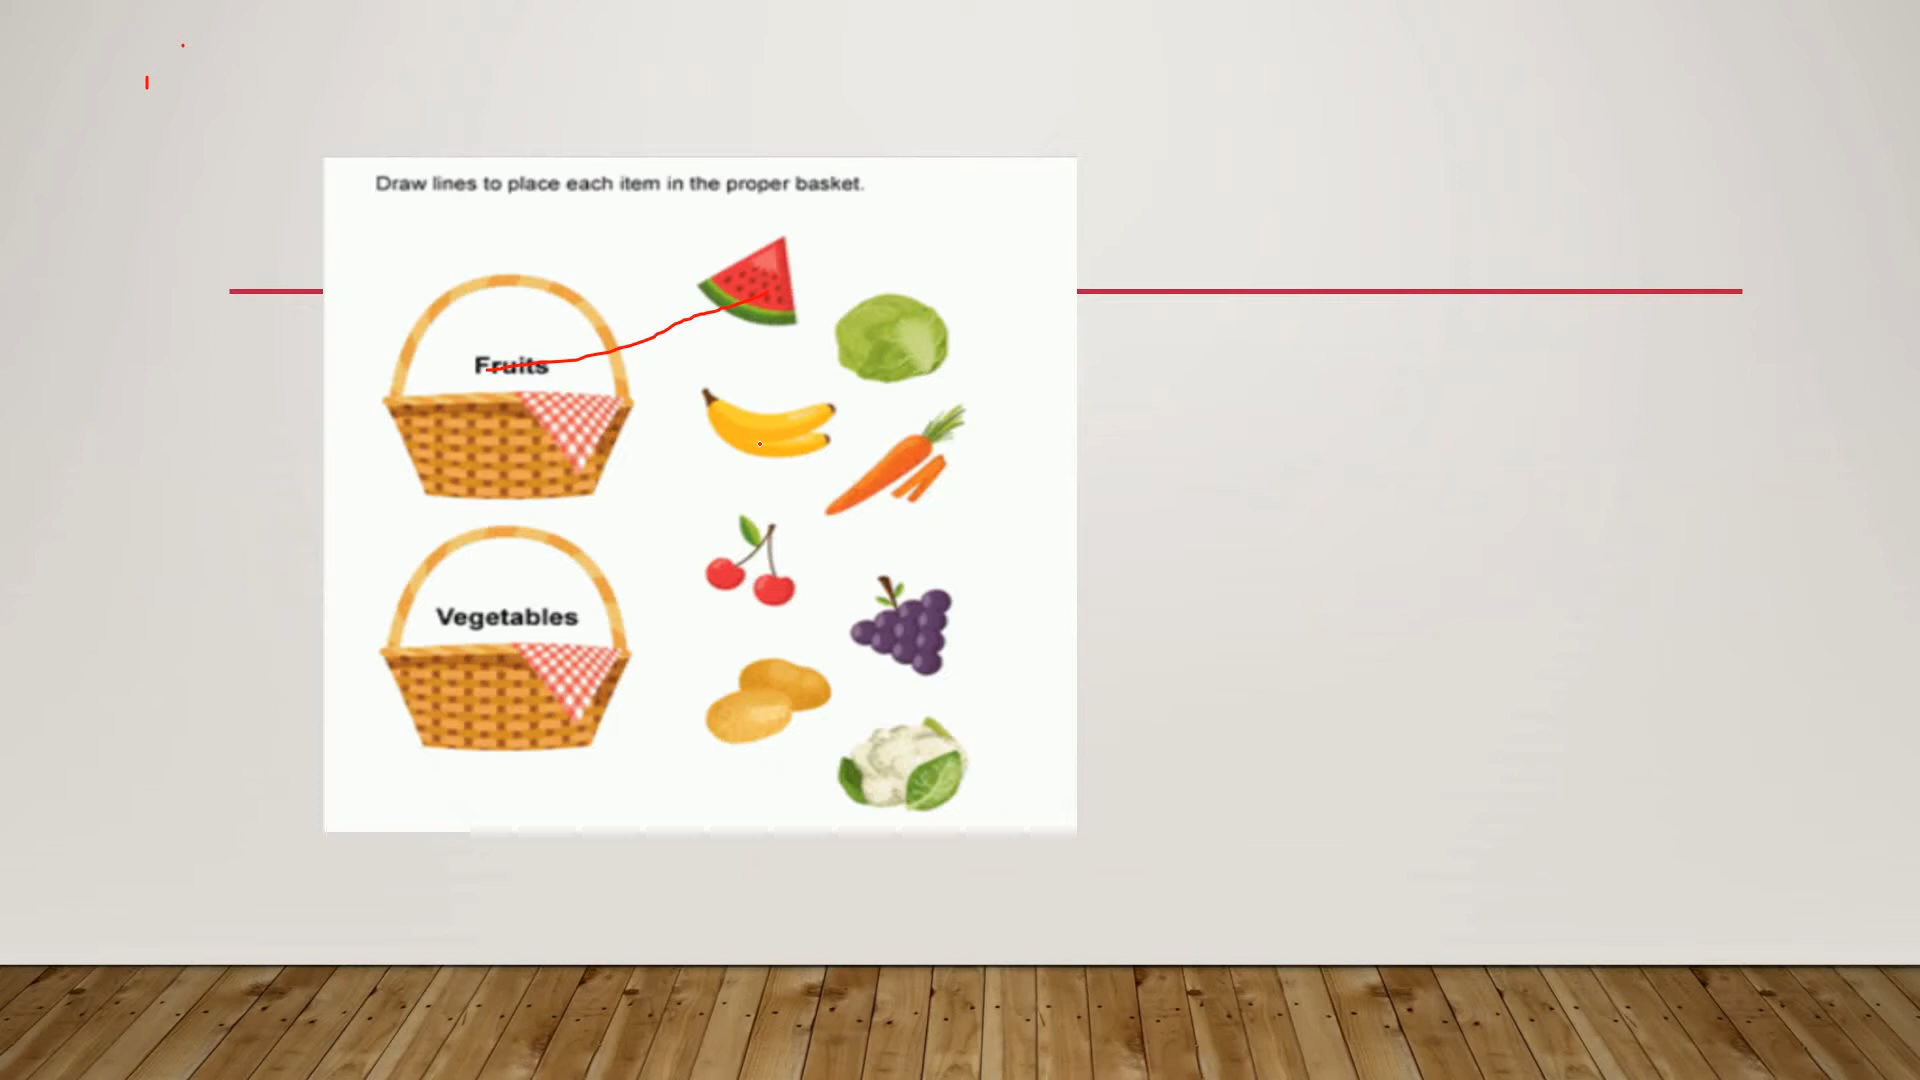 Draw lines to place each item in the proper basket.
Fruits
Vegetables